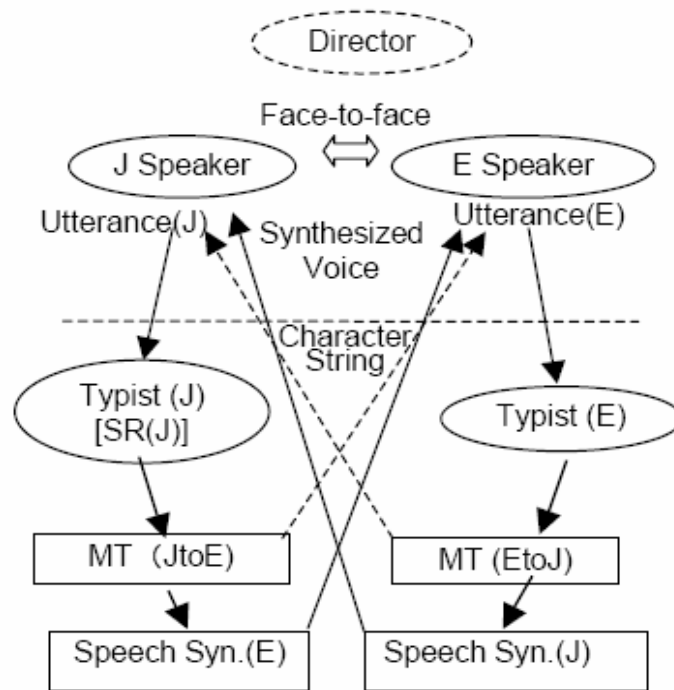 Director
Face-to-face
J Speaker
E Speaker
Utterance(J)
Utterance(E)
Synthesized
Voice
Character
String
Typist (J)
[SR(J)]
Typist (E)
MT (JtoE)
MT (EtoJ)
Speech Syn.(E)
Speech Syn.(J)